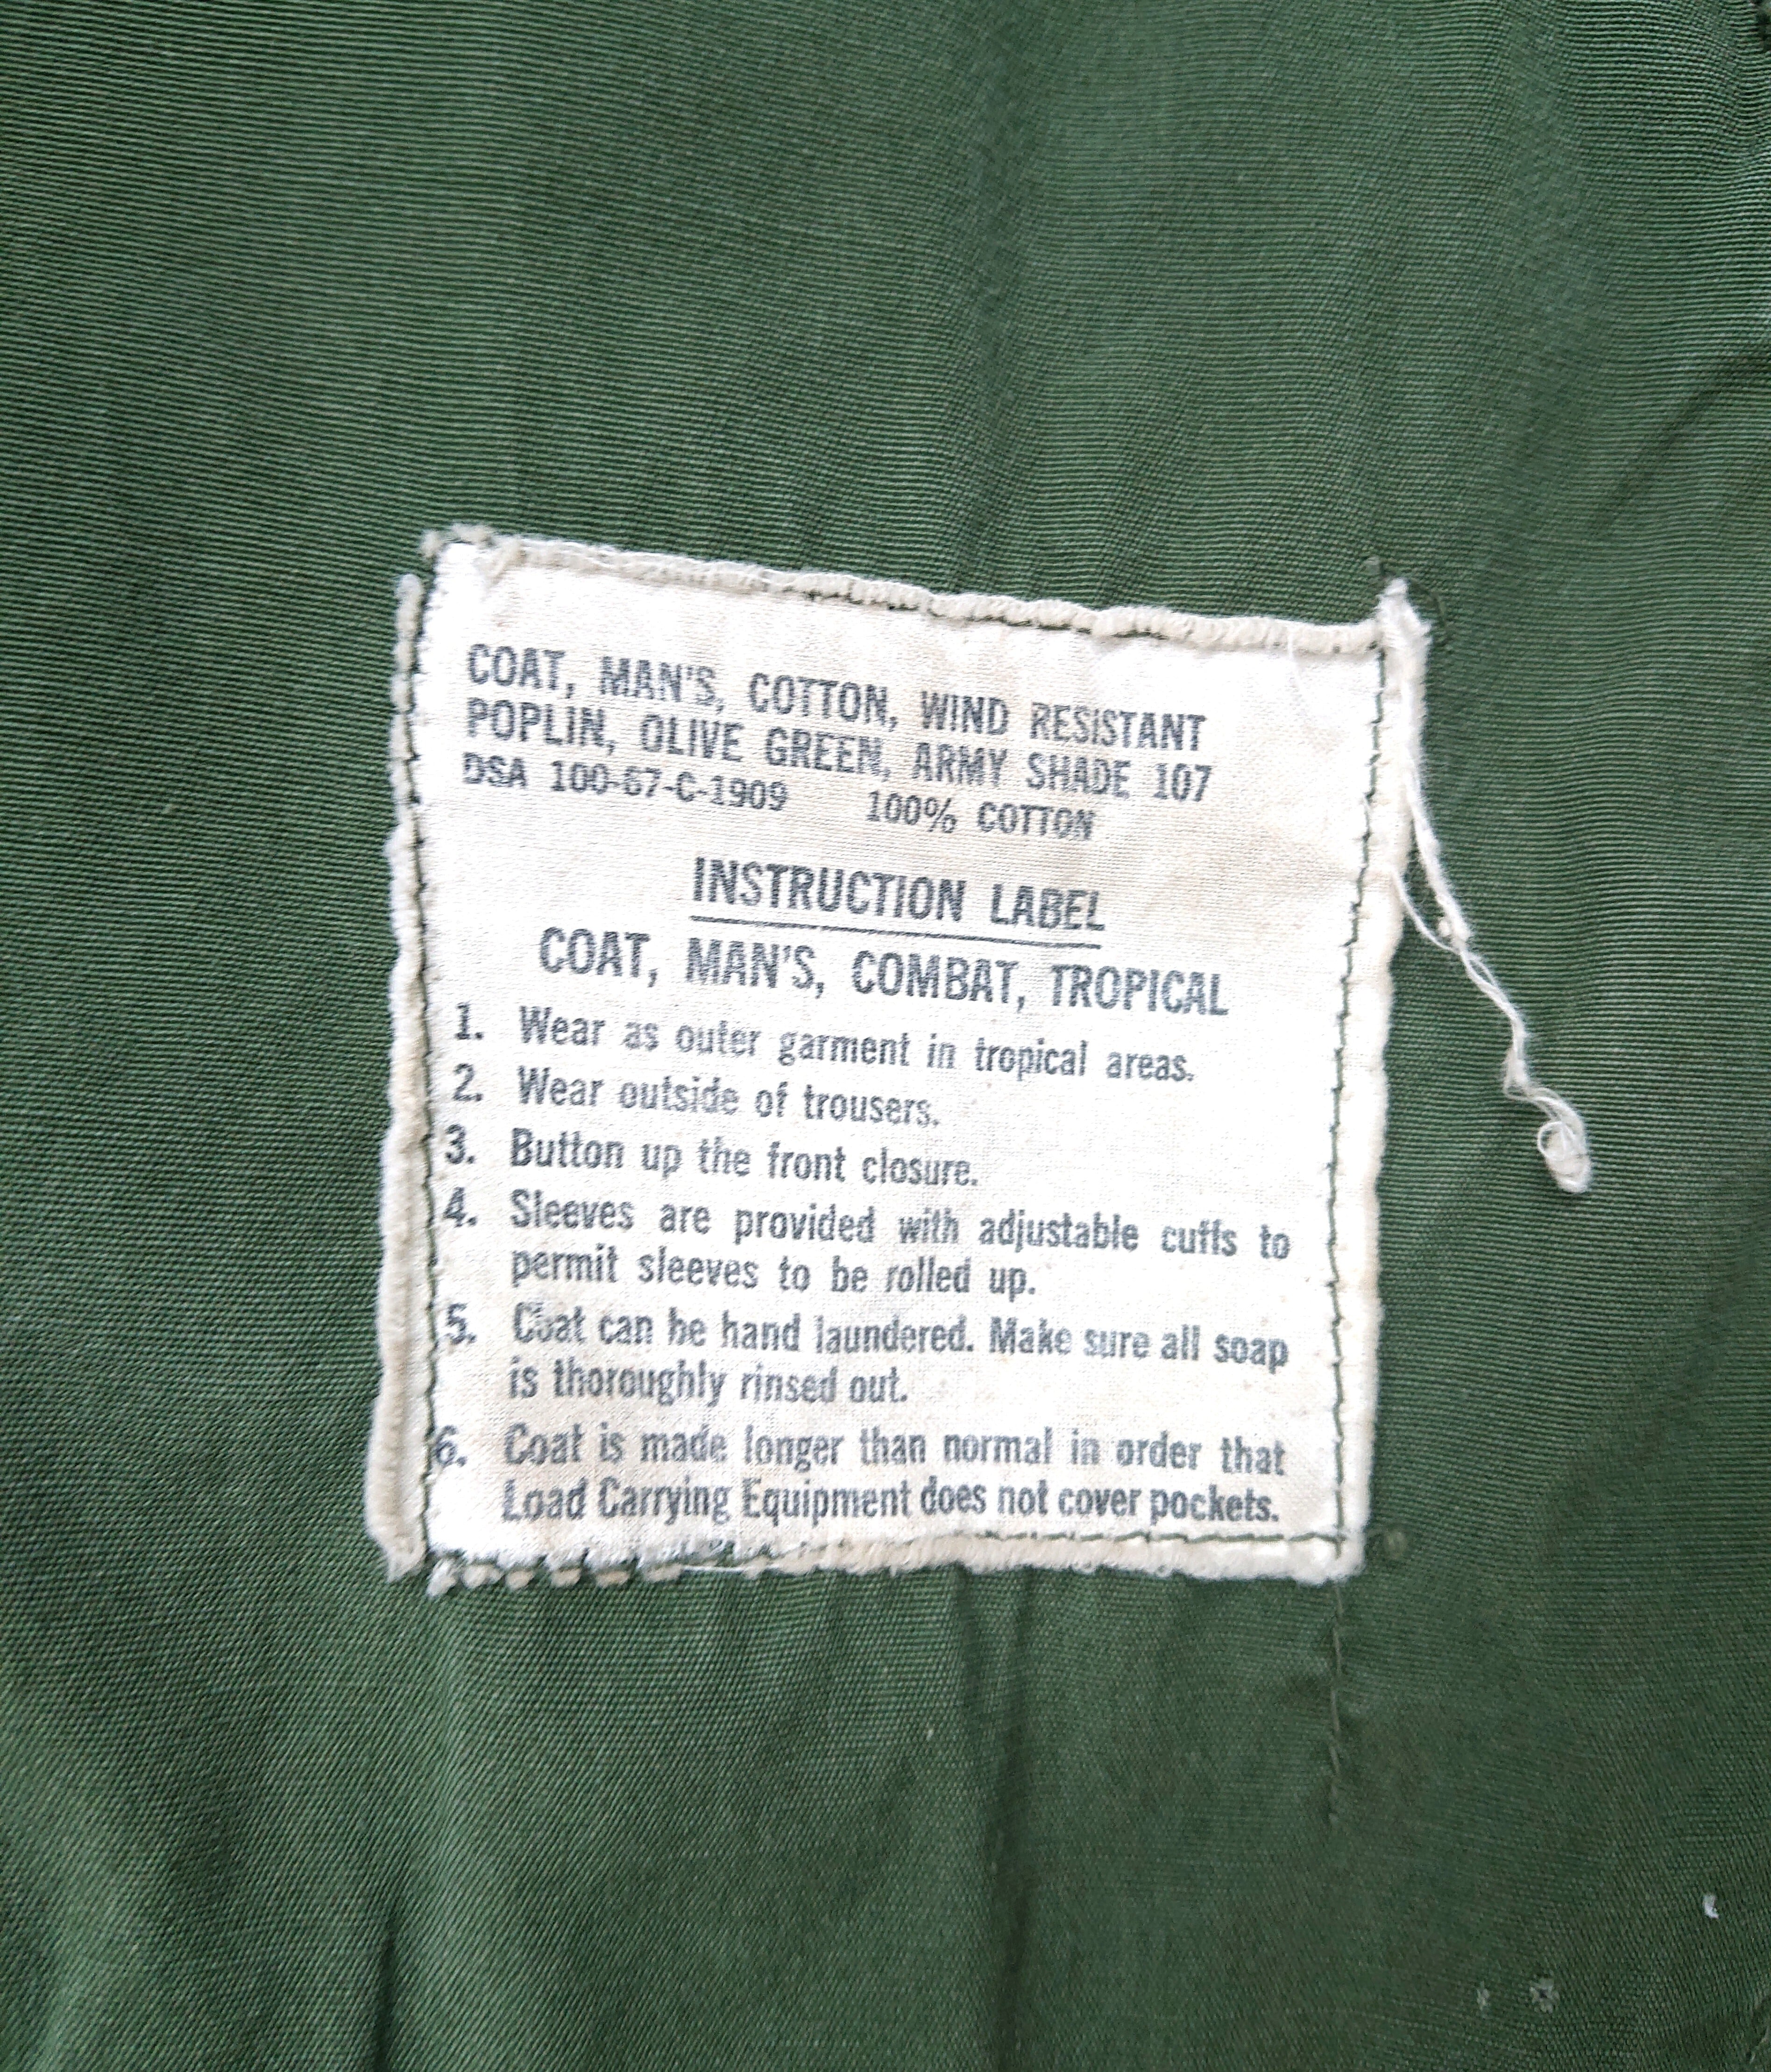 COAT, MAN'S, COTTON, WIND RESISTANT
POPLIN, OLIVE GREEN, ARMY SHADE 107
DSA 100-67-C-1909 100% COTTON
INSTRUCTION LABEL
COAT, MAN'S, COMBAT, TROPICAL
1. Wear as outer garment in tropical areas.
2. Wear outside of trousers.
3. Button up the front closure.
4. Sleeves are provided with adjustable cuffs to
permit sleeves to be rolled up.
5. Coat can be hand laundered. Make sure all soap
is thoroughly rinsed out.
6. Coat is made longer than normal in order that
Load Carrying Equipment does not cover pockets.